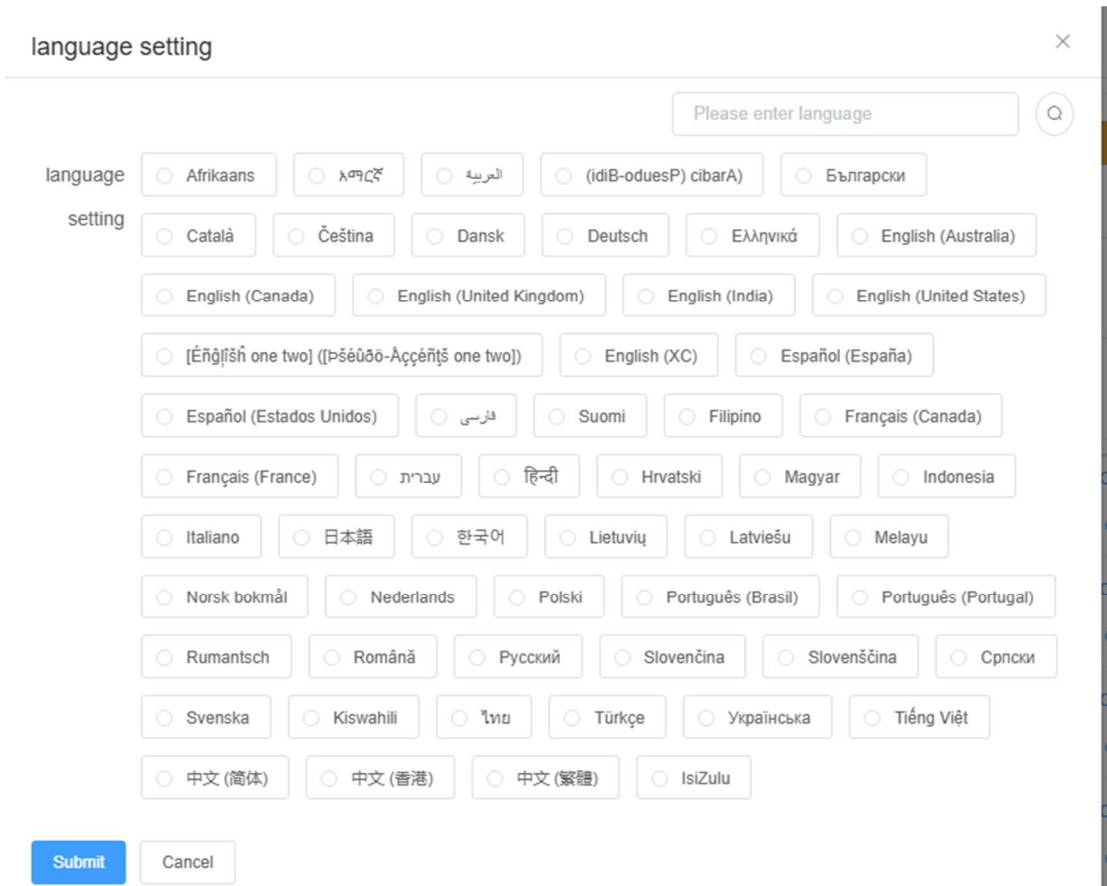 language setting
Please enter language
language setting
Afrikaans አማርኛ العربية (idiB-oduesP) cibarA) Български
Català Čeština Dansk Deutsch Ελληνικά English (Australia)
English (Canada) English (United Kingdom) English (India) English (United States)
[Éñĝļîšĥ one two] ([Þšéûðö-Åççéñţš one two]) English (XC) Español (España)
Español (Estados Unidos) فارسی Suomi Filipino Français (Canada)
Français (France) עברית हिन्दी Hrvatski Magyar Indonesia
Italiano 日本語 한국어 Lietuvių Latviešu Melayu
Norsk bokmål Nederlands Polski Português (Brasil) Português (Portugal)
Rumantsch Română Русский Slovenčina Slovenščina Српски
Svenska Kiswahili ไทย Türkçe Українська Tiếng Việt
中文 (简体) 中文 (香港) 中文 (繁體) IsiZulu
Submit Cancel